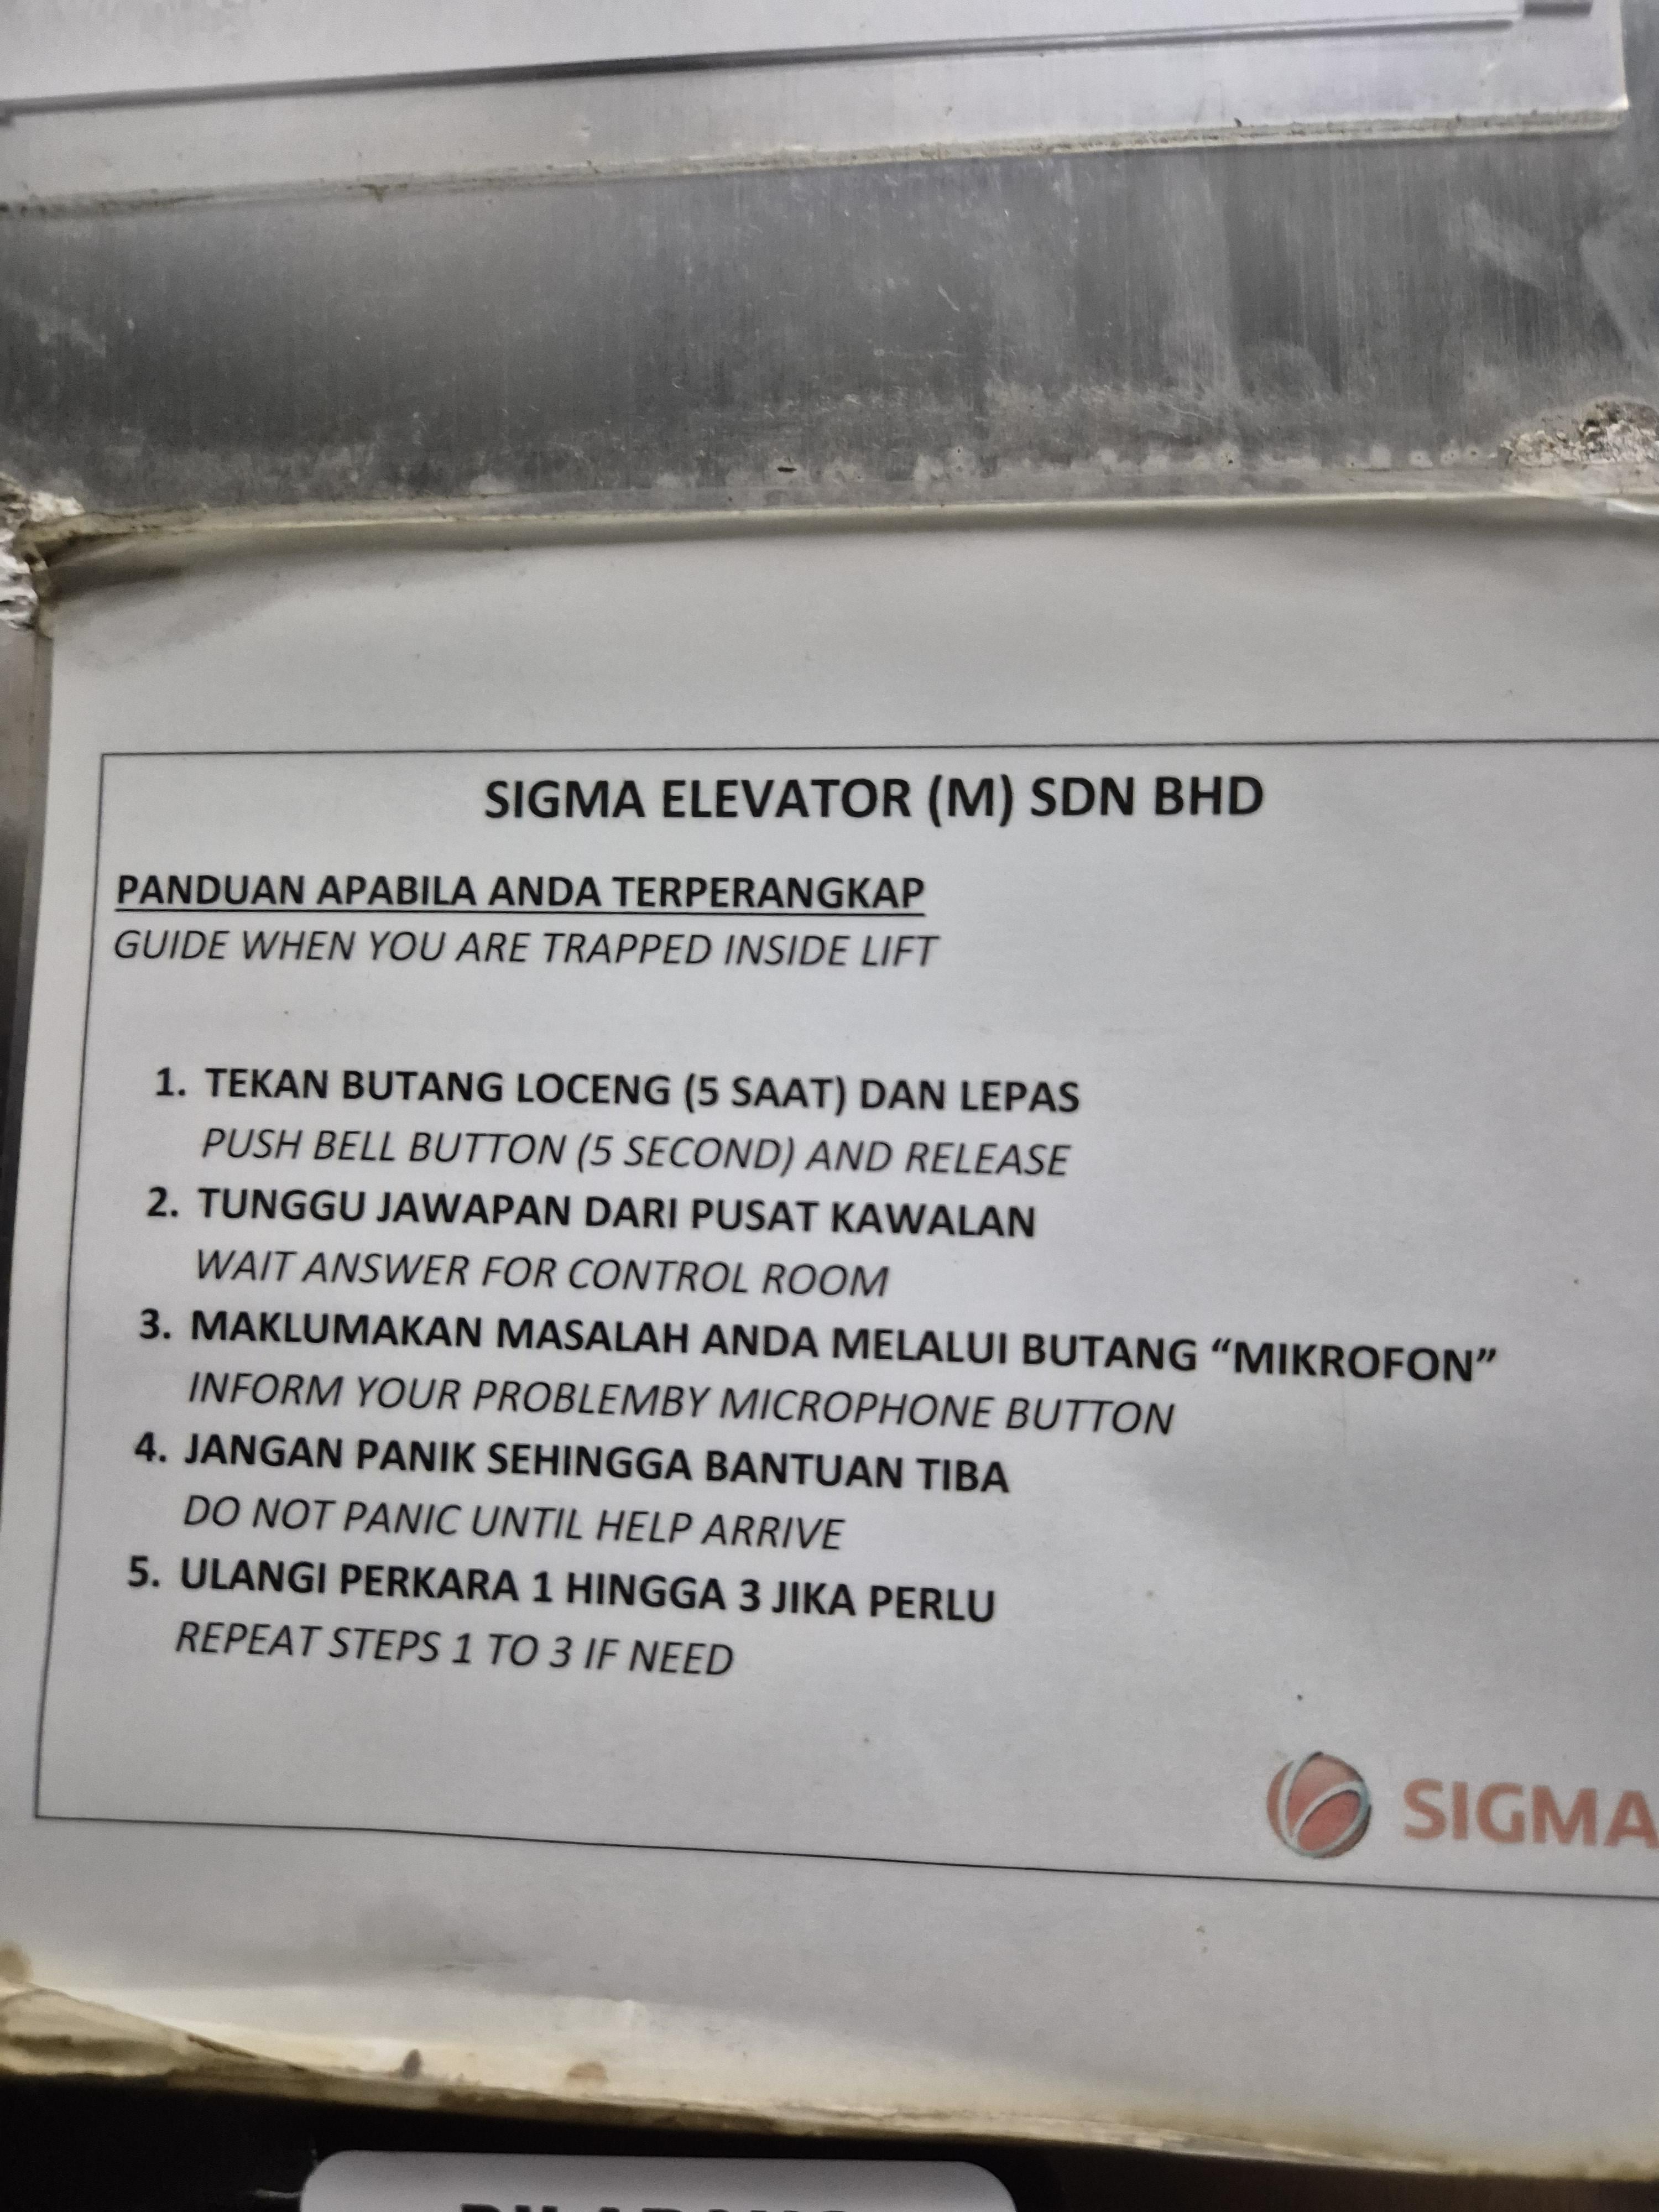 SIGMA ELEVATOR (M) SDN BHD
PANDUAN APABILA ANDA TERPERANGKAP
GUIDE WHEN YOU ARE TRAPPED INSIDE LIFT
1. TEKAN BUTANG LOCENG (5 SAAT) DAN LEPAS
PUSH BELL BUTTON (5 SECOND) AND RELEASE
2. TUNGGU JAWAPAN DARI PUSAT KAWALAN
WAIT ANSWER FOR CONTROL ROOM
3. MAKLUMAKAN MASALAH ANDA MELALUI BUTANG “MIKROFON”
INFORM YOUR PROBLEMBY MICROPHONE BUTTON
4. JANGAN PANIK SEHINGGA BANTUAN TIBA
DO NOT PANIC UNTIL HELP ARRIVE
5. ULANGI PERKARA 1 HINGGA 3 JIKA PERLU
REPEAT STEPS 1 TO 3 IF NEED
SIGMA